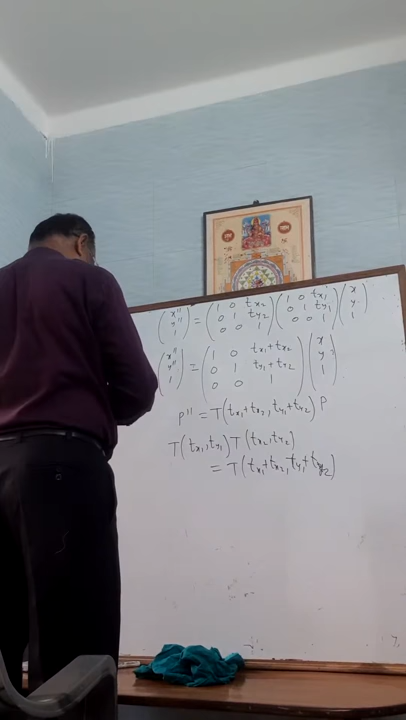 (x'' y'' 1) = (1 0 tx2 0 1 ty2 0 0 1) (1 0 tx1 0 1 ty1 0 0 1) (x y 1)
(x'' y'' 1) = (1 0 tx1+tx2 0 1 ty1+ty2 0 0 1) (x y 1)
P'' = T(tx1+tx2, ty1+ty2) P
T(tx1, ty1) T(tx2, ty2)
= T(tx1+tx2, ty1+ty2)